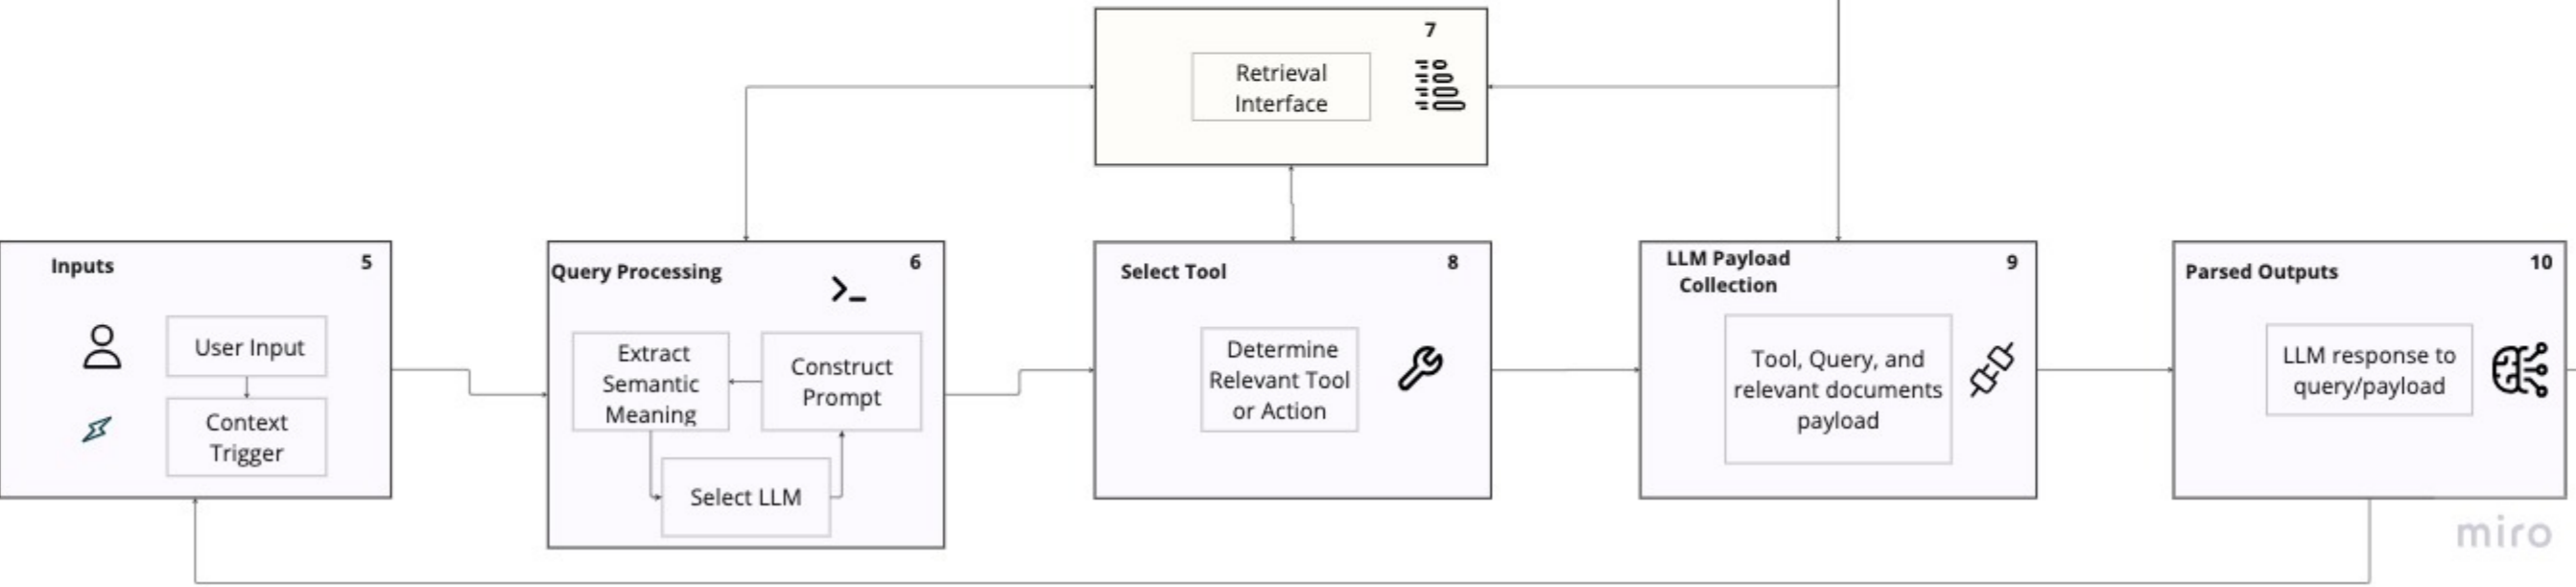 7
Retrieval
Interface
Inputs
5
User Input
Context
Trigger
Query Processing
6
Extract
Semantic
Meaning
Construct
Prompt
Select LLM
Select Tool
8
Determine
Relevant Tool
or Action
LLM Payload
Collection
9
Tool, Query, and
relevant documents
payload
Parsed Outputs
10
LLM response to
query/payload
miro